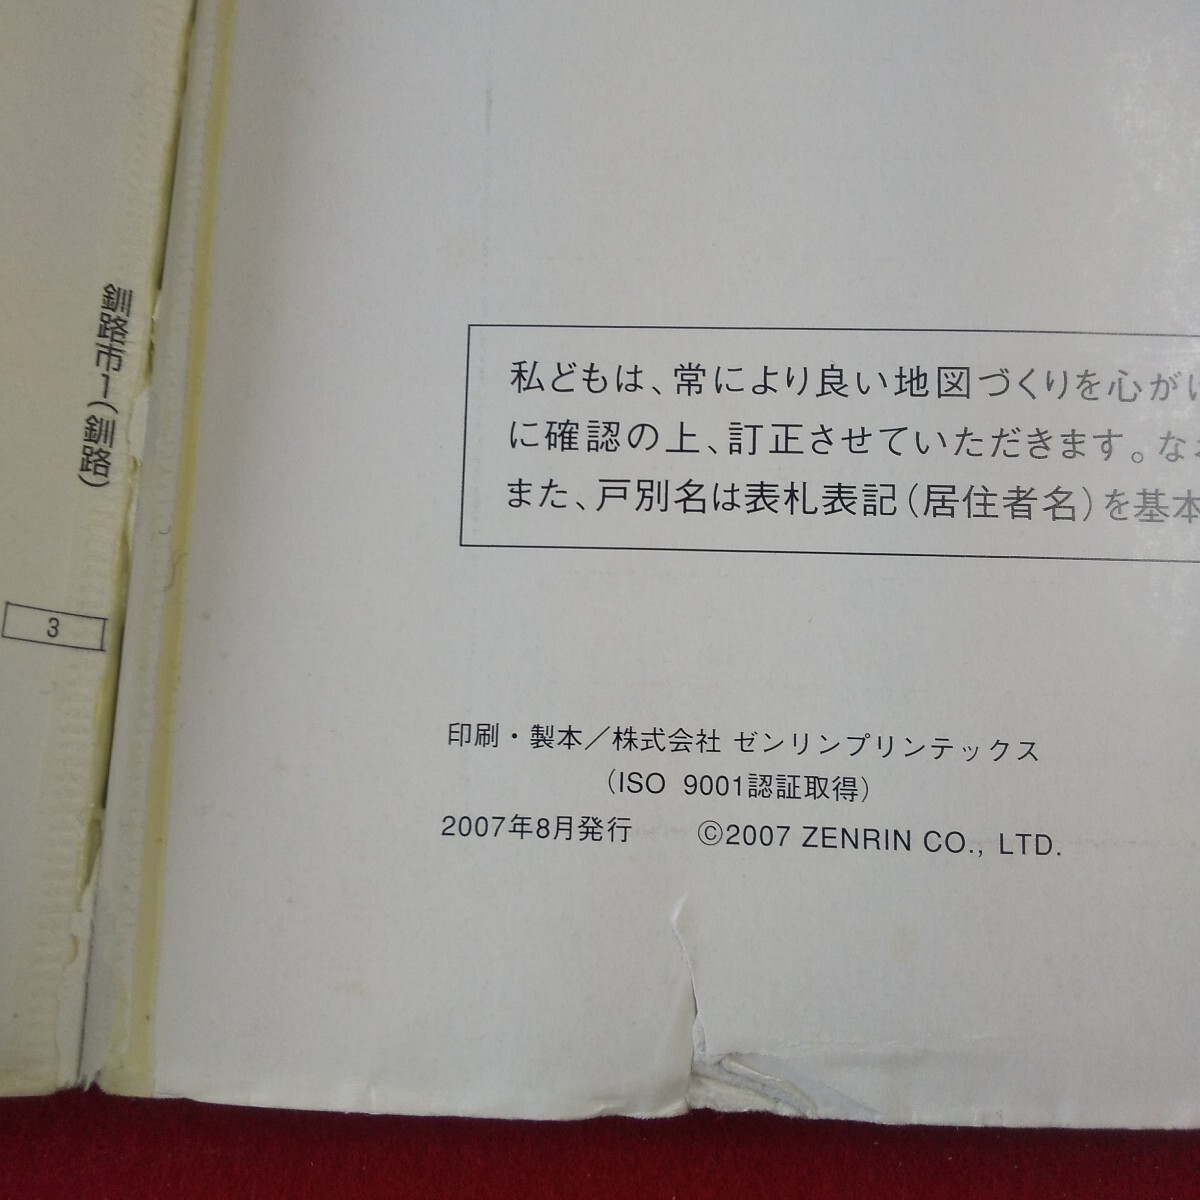 釧路市1(釧路)
3
私どもは、常により良い地図づくりを心がけ
に確認の上、訂正させていただきます。なお
また、戸別名は表札表記(居住者名)を基本
印刷・製本／株式会社 ゼンリンプリンテックス
(ISO 9001認証取得)
2007年8月発行 ©2007 ZENRIN CO., LTD.